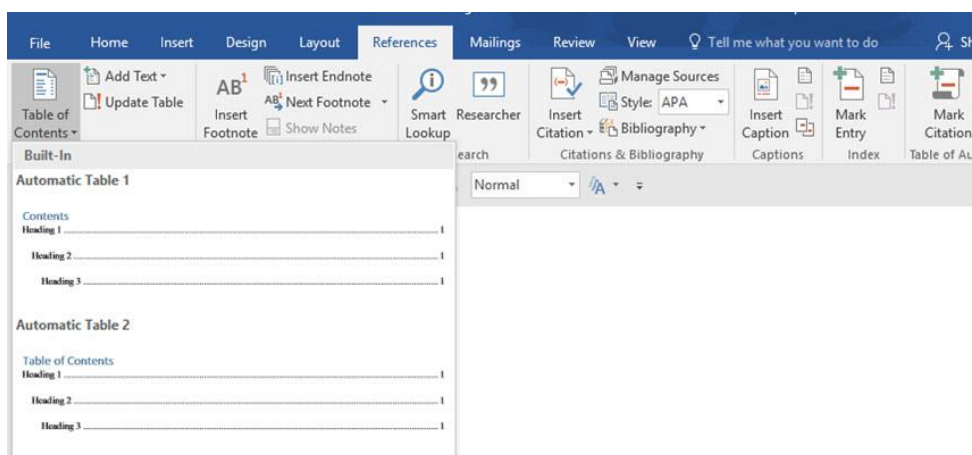 File Home Insert Design Layout References Mailings Review View Tell me what you want to do
Table of Contents
Add Text
Update Table
AB1
Insert Footnote
Insert Endnote
Next Footnote
Show Notes
Smart Lookup
Researcher
Insert Citation
Manage Sources
Style: APA
Bibliography
Insert Caption
Mark Entry
Mark Citation
earch
Citations & Bibliography
Captions
Index
Table of Au
Normal
Built-In
Automatic Table 1
Contents
Heading 1 1
Heading 2 1
Heading 3 1
Automatic Table 2
Table of Contents
Heading 1 1
Heading 2 1
Heading 3 1